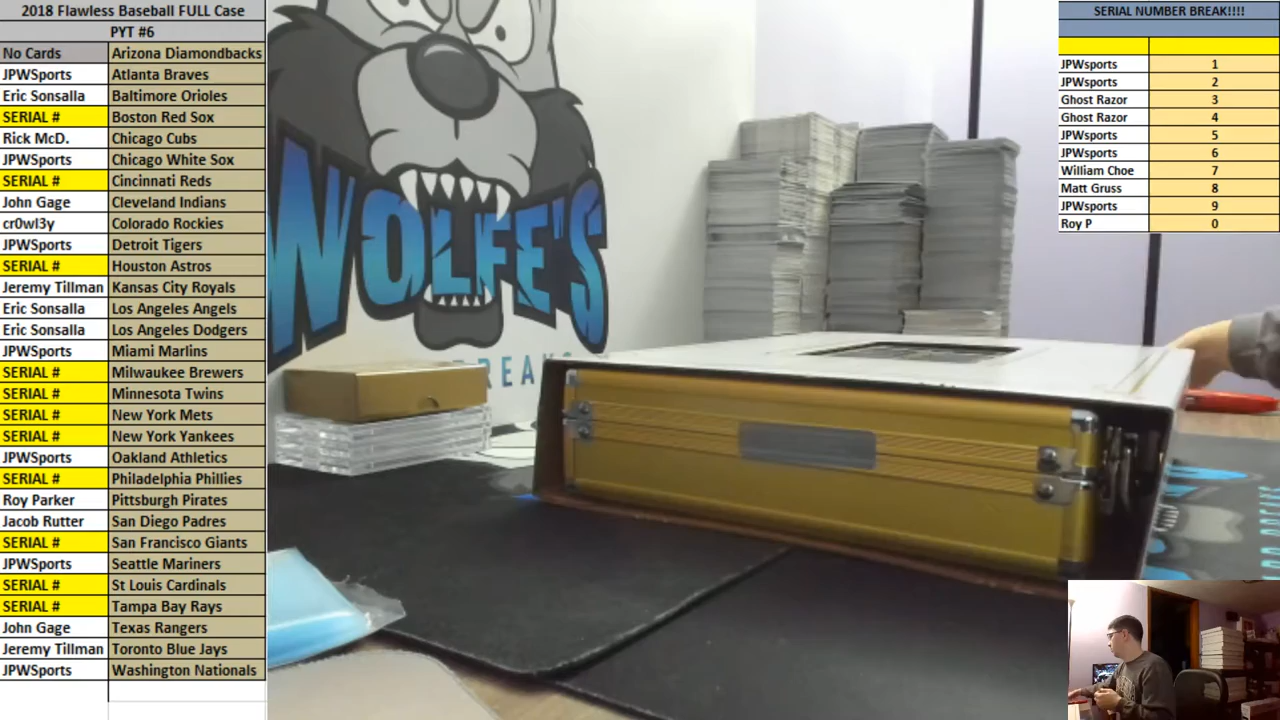 2018 Flawless Baseball FULL Case
PYT #6
No Cards Arizona Diamondbacks
JPWSports Atlanta Braves
Eric Sonsalla Baltimore Orioles
SERIAL # Boston Red Sox
Rick McD. Chicago Cubs
JPWSports Chicago White Sox
SERIAL # Cincinnati Reds
John Gage Cleveland Indians
cr0wl3y Colorado Rockies
JPWSports Detroit Tigers
SERIAL # Houston Astros
Jeremy Tillman Kansas City Royals
Eric Sonsalla Los Angeles Angels
Eric Sonsalla Los Angeles Dodgers
JPWSports Miami Marlins
SERIAL # Milwaukee Brewers
SERIAL # Minnesota Twins
SERIAL # New York Mets
SERIAL # New York Yankees
JPWSports Oakland Athletics
SERIAL # Philadelphia Phillies
Roy Parker Pittsburgh Pirates
Jacob Rutter San Diego Padres
SERIAL # San Francisco Giants
JPWSports Seattle Mariners
SERIAL # St Louis Cardinals
SERIAL # Tampa Bay Rays
John Gage Texas Rangers
Jeremy Tillman Toronto Blue Jays
JPWSports Washington Nationals
WOLFE'S
SERIAL NUMBER BREAK!!!!
JPWsports 1
JPWsports 2
Ghost Razor 3
Ghost Razor 4
JPWsports 5
JPWsports 6
William Choe 7
Matt Gruss 8
JPWsports 9
Roy P 0